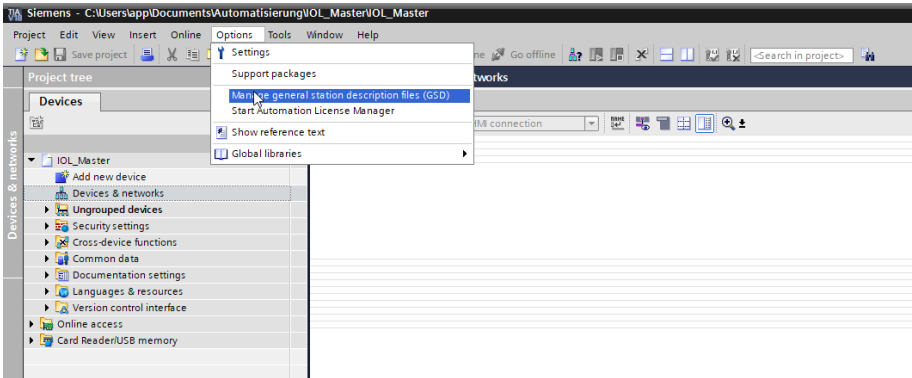 Siemens - C:\Users\app\Documents\Automatisierung\IOL_Master\IOL_Master
Project Edit View Insert Online Options Tools Window Help
Save project
Go offline
<Search in project>
Settings
Support packages
Manage general station description files (GSD)
Start Automation License Manager
Show reference text
Global libraries
Project tree
Devices
connection
Devices & networks
IOL_Master
Add new device
Devices & networks
Ungrouped devices
Security settings
Cross-device functions
Common data
Documentation settings
Languages & resources
Version control interface
Online access
Card Reader/USB memory